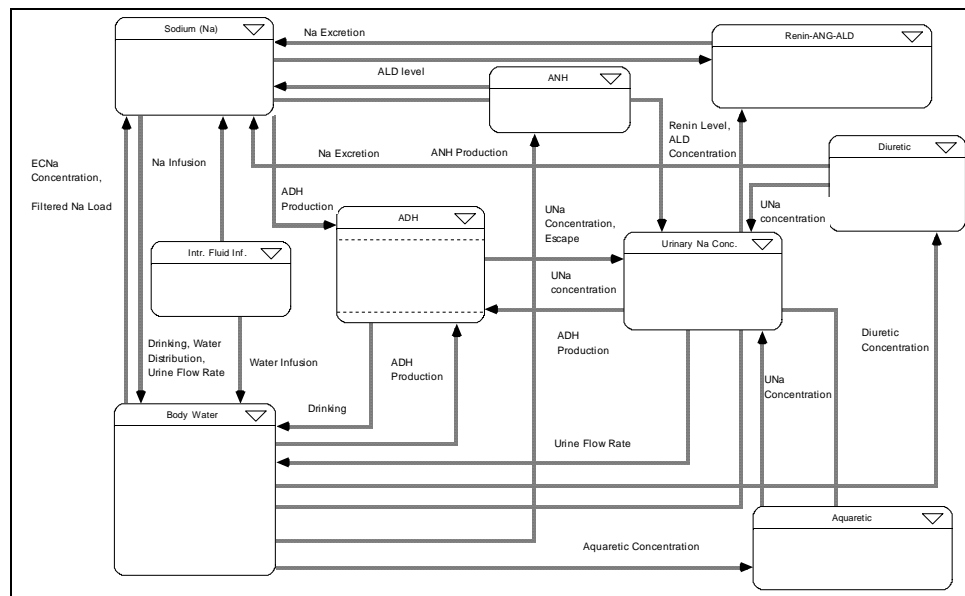 Sodium (Na)
Na Excretion
Renin-ANG-ALD
ALD level
ANH
Renin Level,
ALD
Concentration
ECNa
Concentration,
Filtered Na Load
Na Infusion
Na Excretion
ANH Production
Diuretic
ADH
Production
ADH
UNa
Concentration,
Escape
UNa
concentration
Urinary Na Conc.
Intr. Fluid Inf.
UNa
concentration
Drinking, Water
Distribution,
Urine Flow Rate
Water Infusion
ADH
Production
ADH
Production
Diuretic
Concentration
UNa
Concentration
Body Water
Drinking
Urine Flow Rate
Aquaretic
Aquaretic Concentration